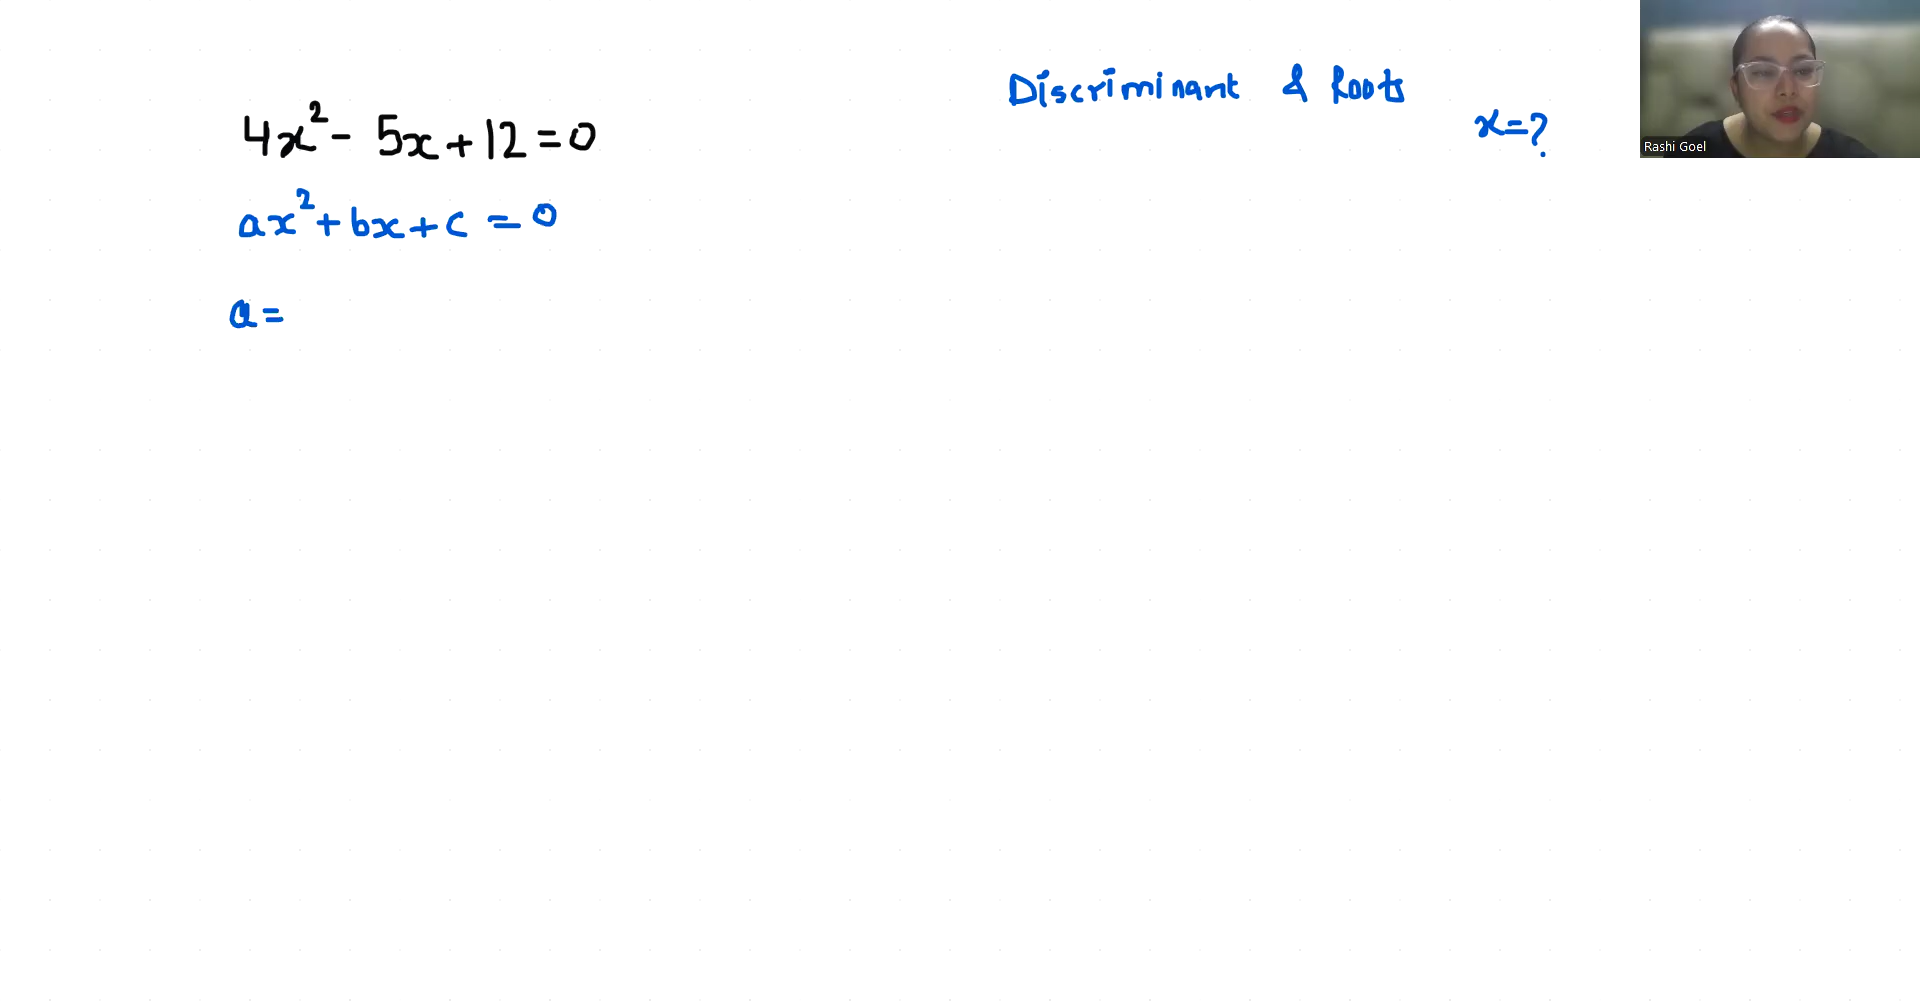 4x² - 5x + 12 = 0
ax² + bx + c = 0
a =
Discriminant & Roots
x = ?
Rashi Goel